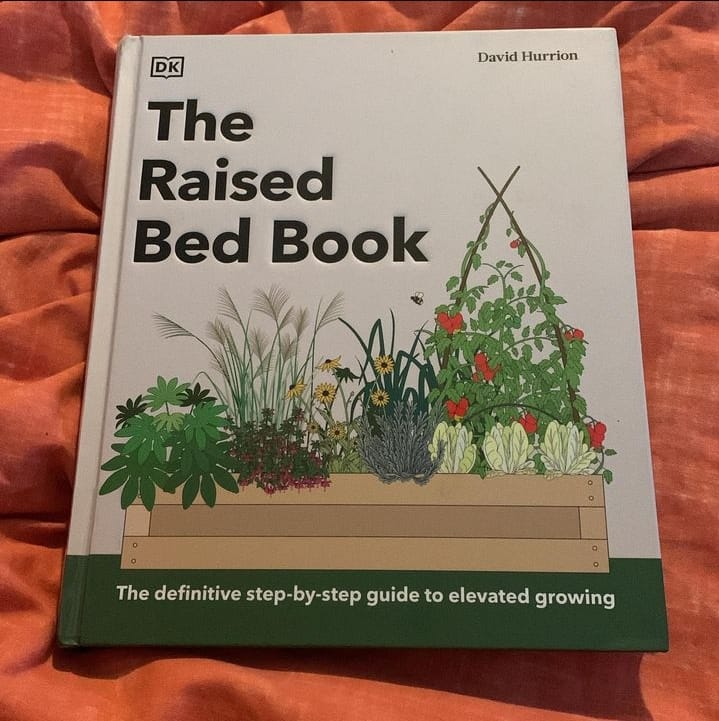 DK
David Hurrion
The
Raised
Bed Book
The definitive step-by-step guide to elevated growing